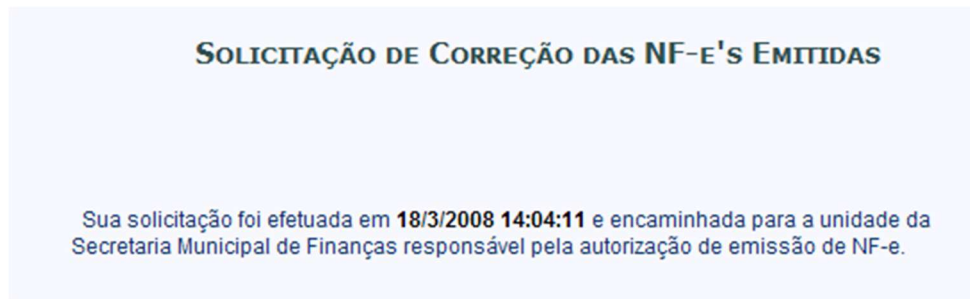 Solicitação de Correção das NF-e's Emitidas
Sua solicitação foi efetuada em 18/3/2008 14:04:11 e encaminhada para a unidade da
Secretaria Municipal de Finanças responsável pela autorização de emissão de NF-e.